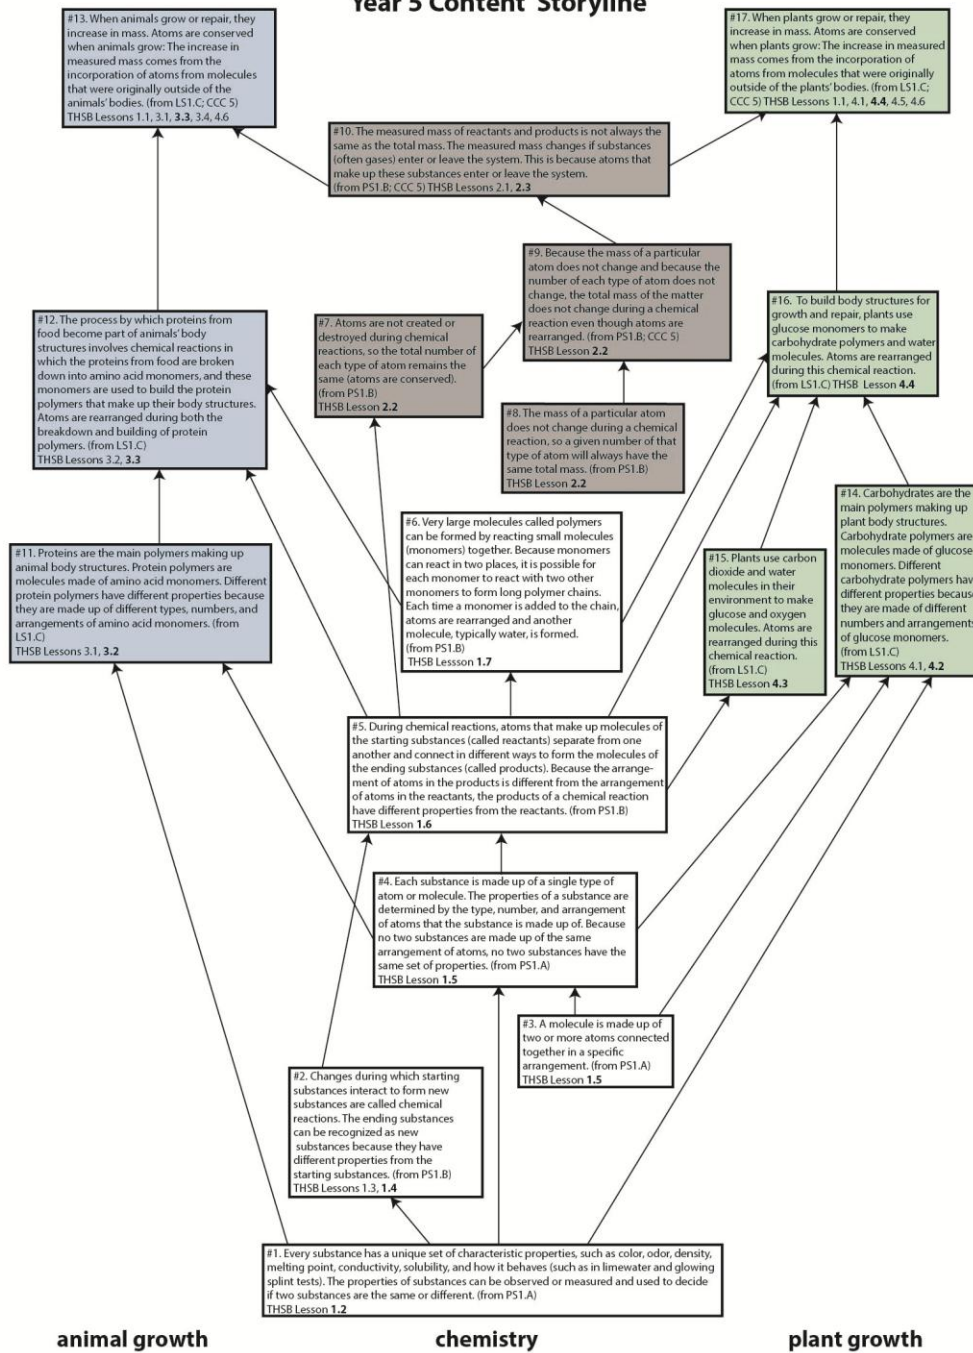 Year 5 Content Storyline
#13. When animals grow or repair, they
increase in mass. Atoms are conserved
when animals grow: The increase in
measured mass comes from the
incorporation of atoms from molecules
that were originally outside of the
animals' bodies. (from LS1.C; CCC 5)
THSB Lessons 1.1, 3.1, 3.3, 3.4, 4.6
#17. When plants grow or repair, they
increase in mass. Atoms are conserved
when plants grow: The increase in measured
mass comes from the incorporation of
atoms from molecules that were originally
outside of the plants' bodies. (from LS1.C;
CCC 5) THSB Lessons 1.1, 4.1, 4.4, 4.5, 4.6
#10. The measured mass of reactants and products is not always the
same as the total mass. The measured mass changes if substances
(often gases) enter or leave the system. This is because atoms that
make up these substances enter or leave the system.
(from PS1.B; CCC 5) THSB Lessons 2.1, 2.3
#9. Because the mass of a particular
atom does not change and because the
number of each type of atom does not
change, the total mass of the matter
does not change during a chemical
reaction even though atoms are
rearranged. (from PS1.B; CCC 5)
THSB Lesson 2.2
#16. To build body structures for
growth and repair, plants use
glucose monomers to make
carbohydrate polymers and water
molecules. Atoms are rearranged
during this chemical reaction.
(from LS1.C) THSB Lesson 4.4
#12. The process by which proteins from
food become part of animals' body
structures involves chemical reactions in
which the proteins from food are broken
down into amino acid monomers, and these
monomers are used to build the protein
polymers that make up their body structures.
Atoms are rearranged during both the
breakdown and building of protein
polymers. (from LS1.C)
THSB Lessons 3.2, 3.3
#7. Atoms are not created or
destroyed during chemical
reactions, so the total number of
each type of atom remains the
same (atoms are conserved).
(from PS1.B)
THSB Lesson 2.2
#8. The mass of a particular atom
does not change during a chemical
reaction, so a given number of that
type of atom will always have the
same total mass. (from PS1.B)
THSB Lesson 2.2
#14. Carbohydrates are the
main polymers making up
plant body structures.
Carbohydrate polymers are
molecules made of glucose
monomers. Different
carbohydrate polymers have
different properties because
they are made of different
numbers and arrangements
of glucose monomers.
(from LS1.C)
THSB Lessons 4.1, 4.2
#6. Very large molecules called polymers
can be formed by reacting small molecules
(monomers) together. Because monomers
can react in two places, it is possible for
each monomer to react with two other
monomers to form long polymer chains.
Each time a monomer is added to the chain,
atoms are rearranged and another
molecule, typically water, is formed.
(from PS1.B)
THSB Lessson 1.7
#11. Proteins are the main polymers making up
animal body structures. Protein polymers are
molecules made of amino acid monomers. Different
protein polymers have different properties because
they are made up of different types, numbers, and
arrangements of amino acid monomers. (from
LS1.C)
THSB Lessons 3.1, 3.2
#15. Plants use carbon
dioxide and water
molecules in their
environment to make
glucose and oxygen
molecules. Atoms are
rearranged during this
chemical reaction.
(from LS1.C)
THSB Lesson 4.3
#5. During chemical reactions, atoms that make up molecules of
the starting substances (called reactants) separate from one
another and connect in different ways to form the molecules of
the ending substances (called products). Because the arrange-
ment of atoms in the products is different from the arrangement
of atoms in the reactants, the products of a chemical reaction
have different properties from the reactants. (from PS1.B)
THSB Lesson 1.6
#4. Each substance is made up of a single type of
atom or molecule. The properties of a substance are
determined by the type, number, and arrangement
of atoms that the substance is made up of. Because
no two substances are made up of the same
arrangement of atoms, no two substances have the
same set of properties. (from PS1.A)
THSB Lesson 1.5
#3. A molecule is made up of
two or more atoms connected
together in a specific
arrangement. (from PS1.A)
THSB Lesson 1.5
#2. Changes during which starting
substances interact to form new
substances are called chemical
reactions. The ending substances
can be recognized as new
substances because they have
different properties from the
starting substances. (from PS1.B)
THSB Lessons 1.3, 1.4
#1. Every substance has a unique set of characteristic properties, such as color, odor, density,
melting point, conductivity, solubility, and how it behaves (such as in limewater and glowing
splint tests). The properties of substances can be observed or measured and used to decide
if two substances are the same or different. (from PS1.A)
THSB Lesson 1.2
animal growth
chemistry
plant growth